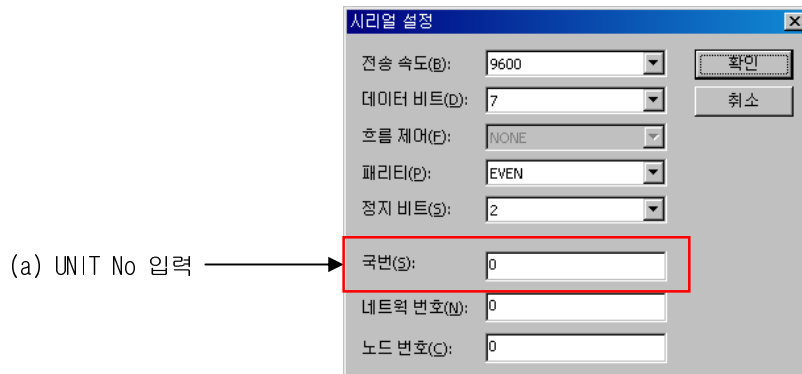 시리얼 설정
전송 속도(B): 9600 확인
데이터 비트(D): 7 취소
흐름 제어(F): NONE
패리티(P): EVEN
정지 비트(S): 2
(a) UNIT No 입력 국번(S): 0
네트웍 번호(N): 0
노드 번호(C): 0